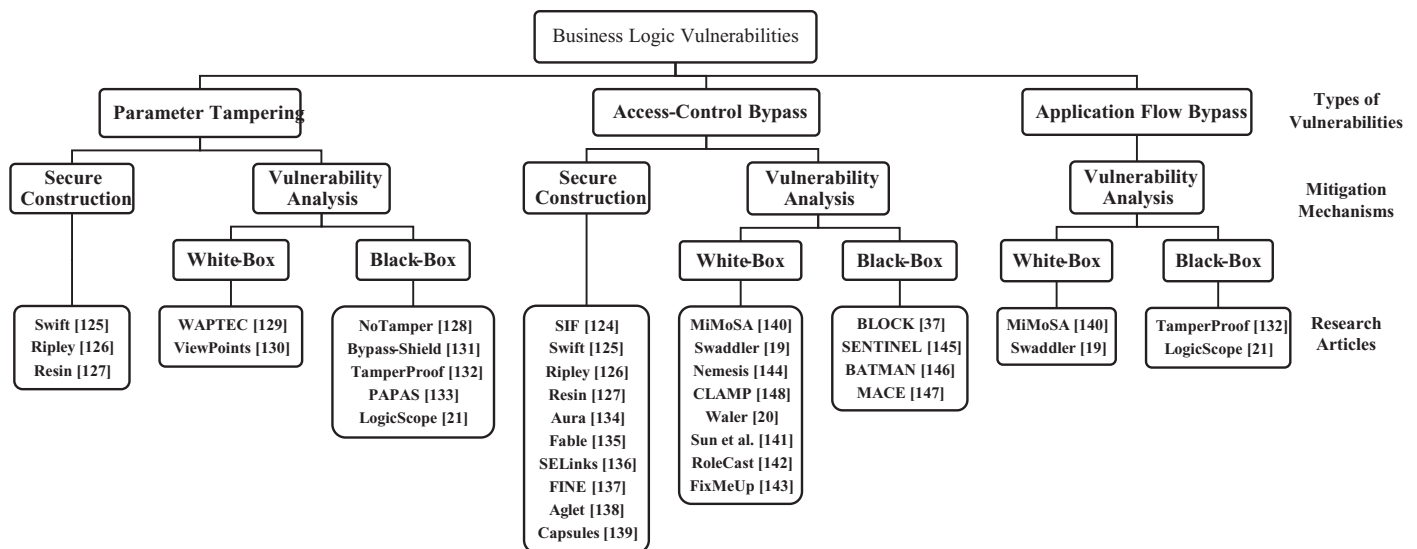 Business Logic Vulnerabilities
Parameter Tampering
Access-Control Bypass
Application Flow Bypass
Types of
Vulnerabilities
Secure
Construction
Vulnerability
Analysis
Secure
Construction
Vulnerability
Analysis
Vulnerability
Analysis
Mitigation
Mechanisms
White-Box
Black-Box
White-Box
Black-Box
White-Box
Black-Box
Swift [125]
Ripley [126]
Resin [127]
WAPTEC [129]
ViewPoints [130]
NoTamper [128]
Bypass-Shield [131]
TamperProof [132]
PAPAS [133]
LogicScope [21]
SIF [124]
Swift [125]
Ripley [126]
Resin [127]
Aura [134]
Fable [135]
SELinks [136]
FINE [137]
Aglet [138]
Capsules [139]
MiMoSA [140]
Swaddler [19]
Nemesis [144]
CLAMP [148]
Waler [20]
Sun et al. [141]
RoleCast [142]
FixMeUp [143]
BLOCK [37]
SENTINEL [145]
BATMAN [146]
MACE [147]
MiMoSA [140]
Swaddler [19]
TamperProof [132]
LogicScope [21]
Research
Articles